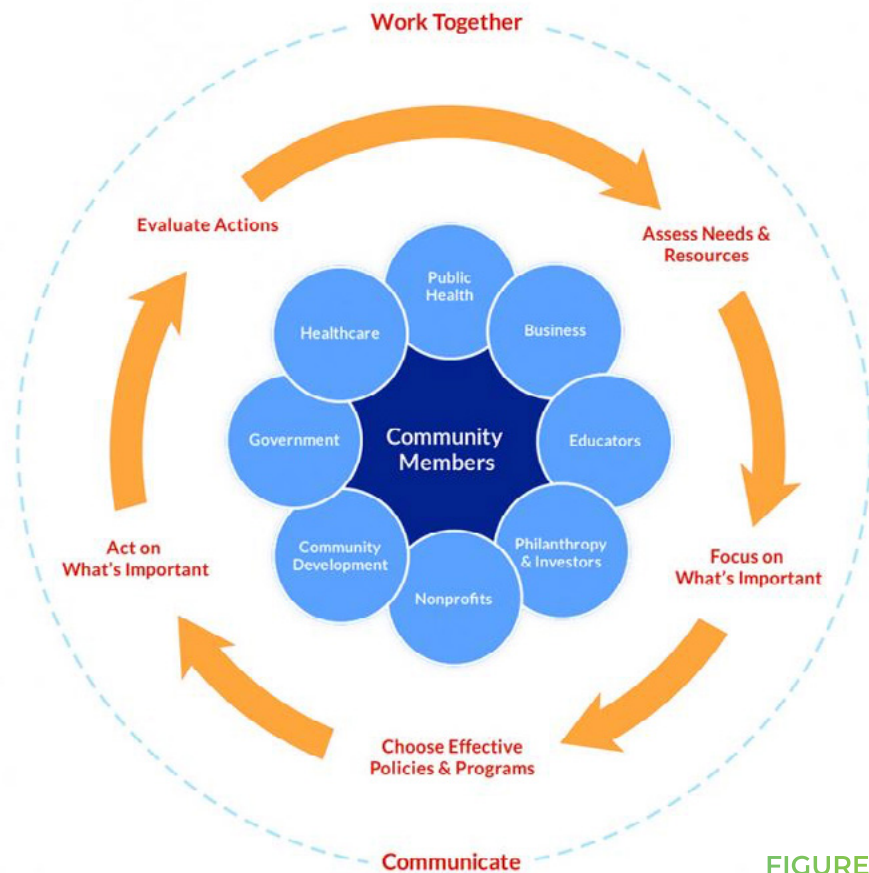 Work Together
Evaluate Actions
Assess Needs &
Resources
Public
Health
Healthcare
Business
Government
Community
Members
Educators
Community
Development
Philanthropy
& Investors
Nonprofits
Act on
What's Important
Focus on
What's Important
Choose Effective
Policies & Programs
Communicate
FIGURE